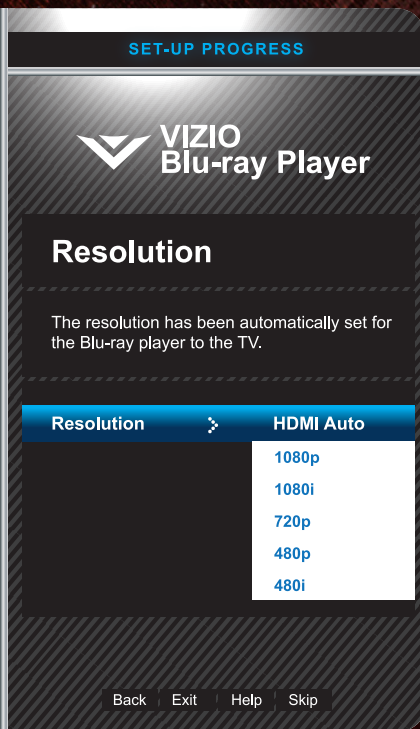 SET-UP PROGRESS
VIZIO
Blu-ray Player
Resolution
The resolution has been automatically set for
the Blu-ray player to the TV.
Resolution HDMI Auto
1080p
1080i
720p
480p
480i
Back Exit Help Skip